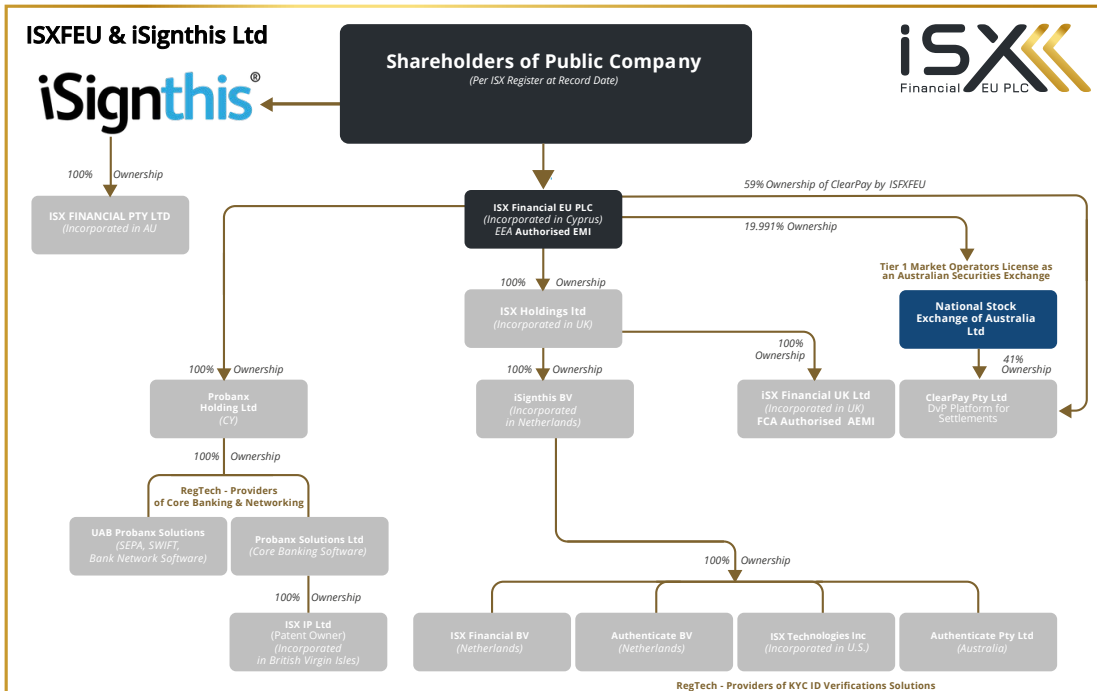 ISXFEU & iSignthis Ltd
iSignthis®
Shareholders of Public Company
(Per ISX Register at Record Date)
iSX
Financial EU PLC
100% Ownership
ISX FINANCIAL PTY LTD
(Incorporated in AU
59% Ownership of ClearPay by ISFXFEU
ISX Financial EU PLC
(Incorporated in Cyprus)
EEA Authorised EMI
19.991% Ownership
Tier 1 Market Operators License as
an Australian Securities Exchange
100% Ownership
ISX Holdings ltd
(Incorporated in UK)
National Stock
Exchange of Australia
Ltd
100%
Ownership
41%
Ownership
100% Ownership
100% Ownership
Probanx
Holding Ltd
(CY)
iSignthis BV
(Incorporated
in Netherlands)
iSX Financial UK Ltd
(Incorporated in UK)
FCA Authorised AEMI
ClearPay Pty Ltd
DvP Platform for
Settlements
100% Ownership
RegTech - Providers
of Core Banking & Networking
UAB Probanx Solutions
(SEPA, SWIFT,
Bank Network Software)
Probanx Solutions Ltd
(Core Banking Software)
100% Ownership
100% Ownership
ISX IP Ltd
(Patent Owner)
(Incorporated
in British Virgin Isles)
ISX Financial BV
(Netherlands)
Authenticate BV
(Netherlands)
ISX Technologies Inc
(Incorporated in U.S.)
Authenticate Pty Ltd
(Australia)
RegTech - Providers of KYC ID Verifications Solutions